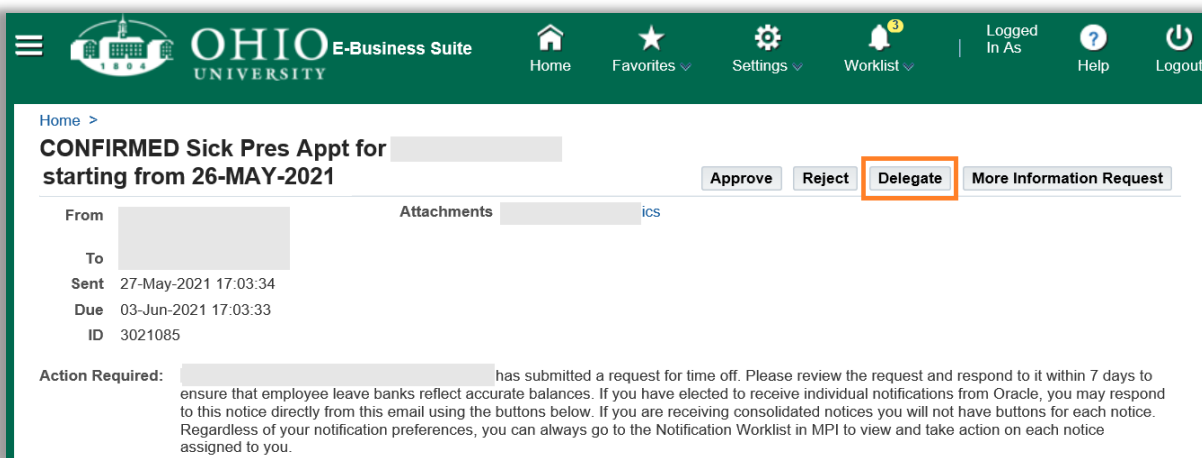 OHIO
UNIVERSITY
1804
E-Business Suite
Home
Favorites
Settings
3
Worklist
Logged
In As
?
Help
Logout
Home >
CONFIRMED Sick Pres Appt for
starting from 26-MAY-2021
Approve
Reject
Delegate
More Information Request
From
Attachments
ics
To
Sent 27-May-2021 17:03:34
Due 03-Jun-2021 17:03:33
ID 3021085
Action Required: has submitted a request for time off. Please review the request and respond to it within 7 days to
ensure that employee leave banks reflect accurate balances. If you have elected to receive individual notifications from Oracle, you may respond
to this notice directly from this email using the buttons below. If you are receiving consolidated notices you will not have buttons for each notice.
Regardless of your notification preferences, you can always go to the Notification Worklist in MPI to view and take action on each notice
assigned to you.